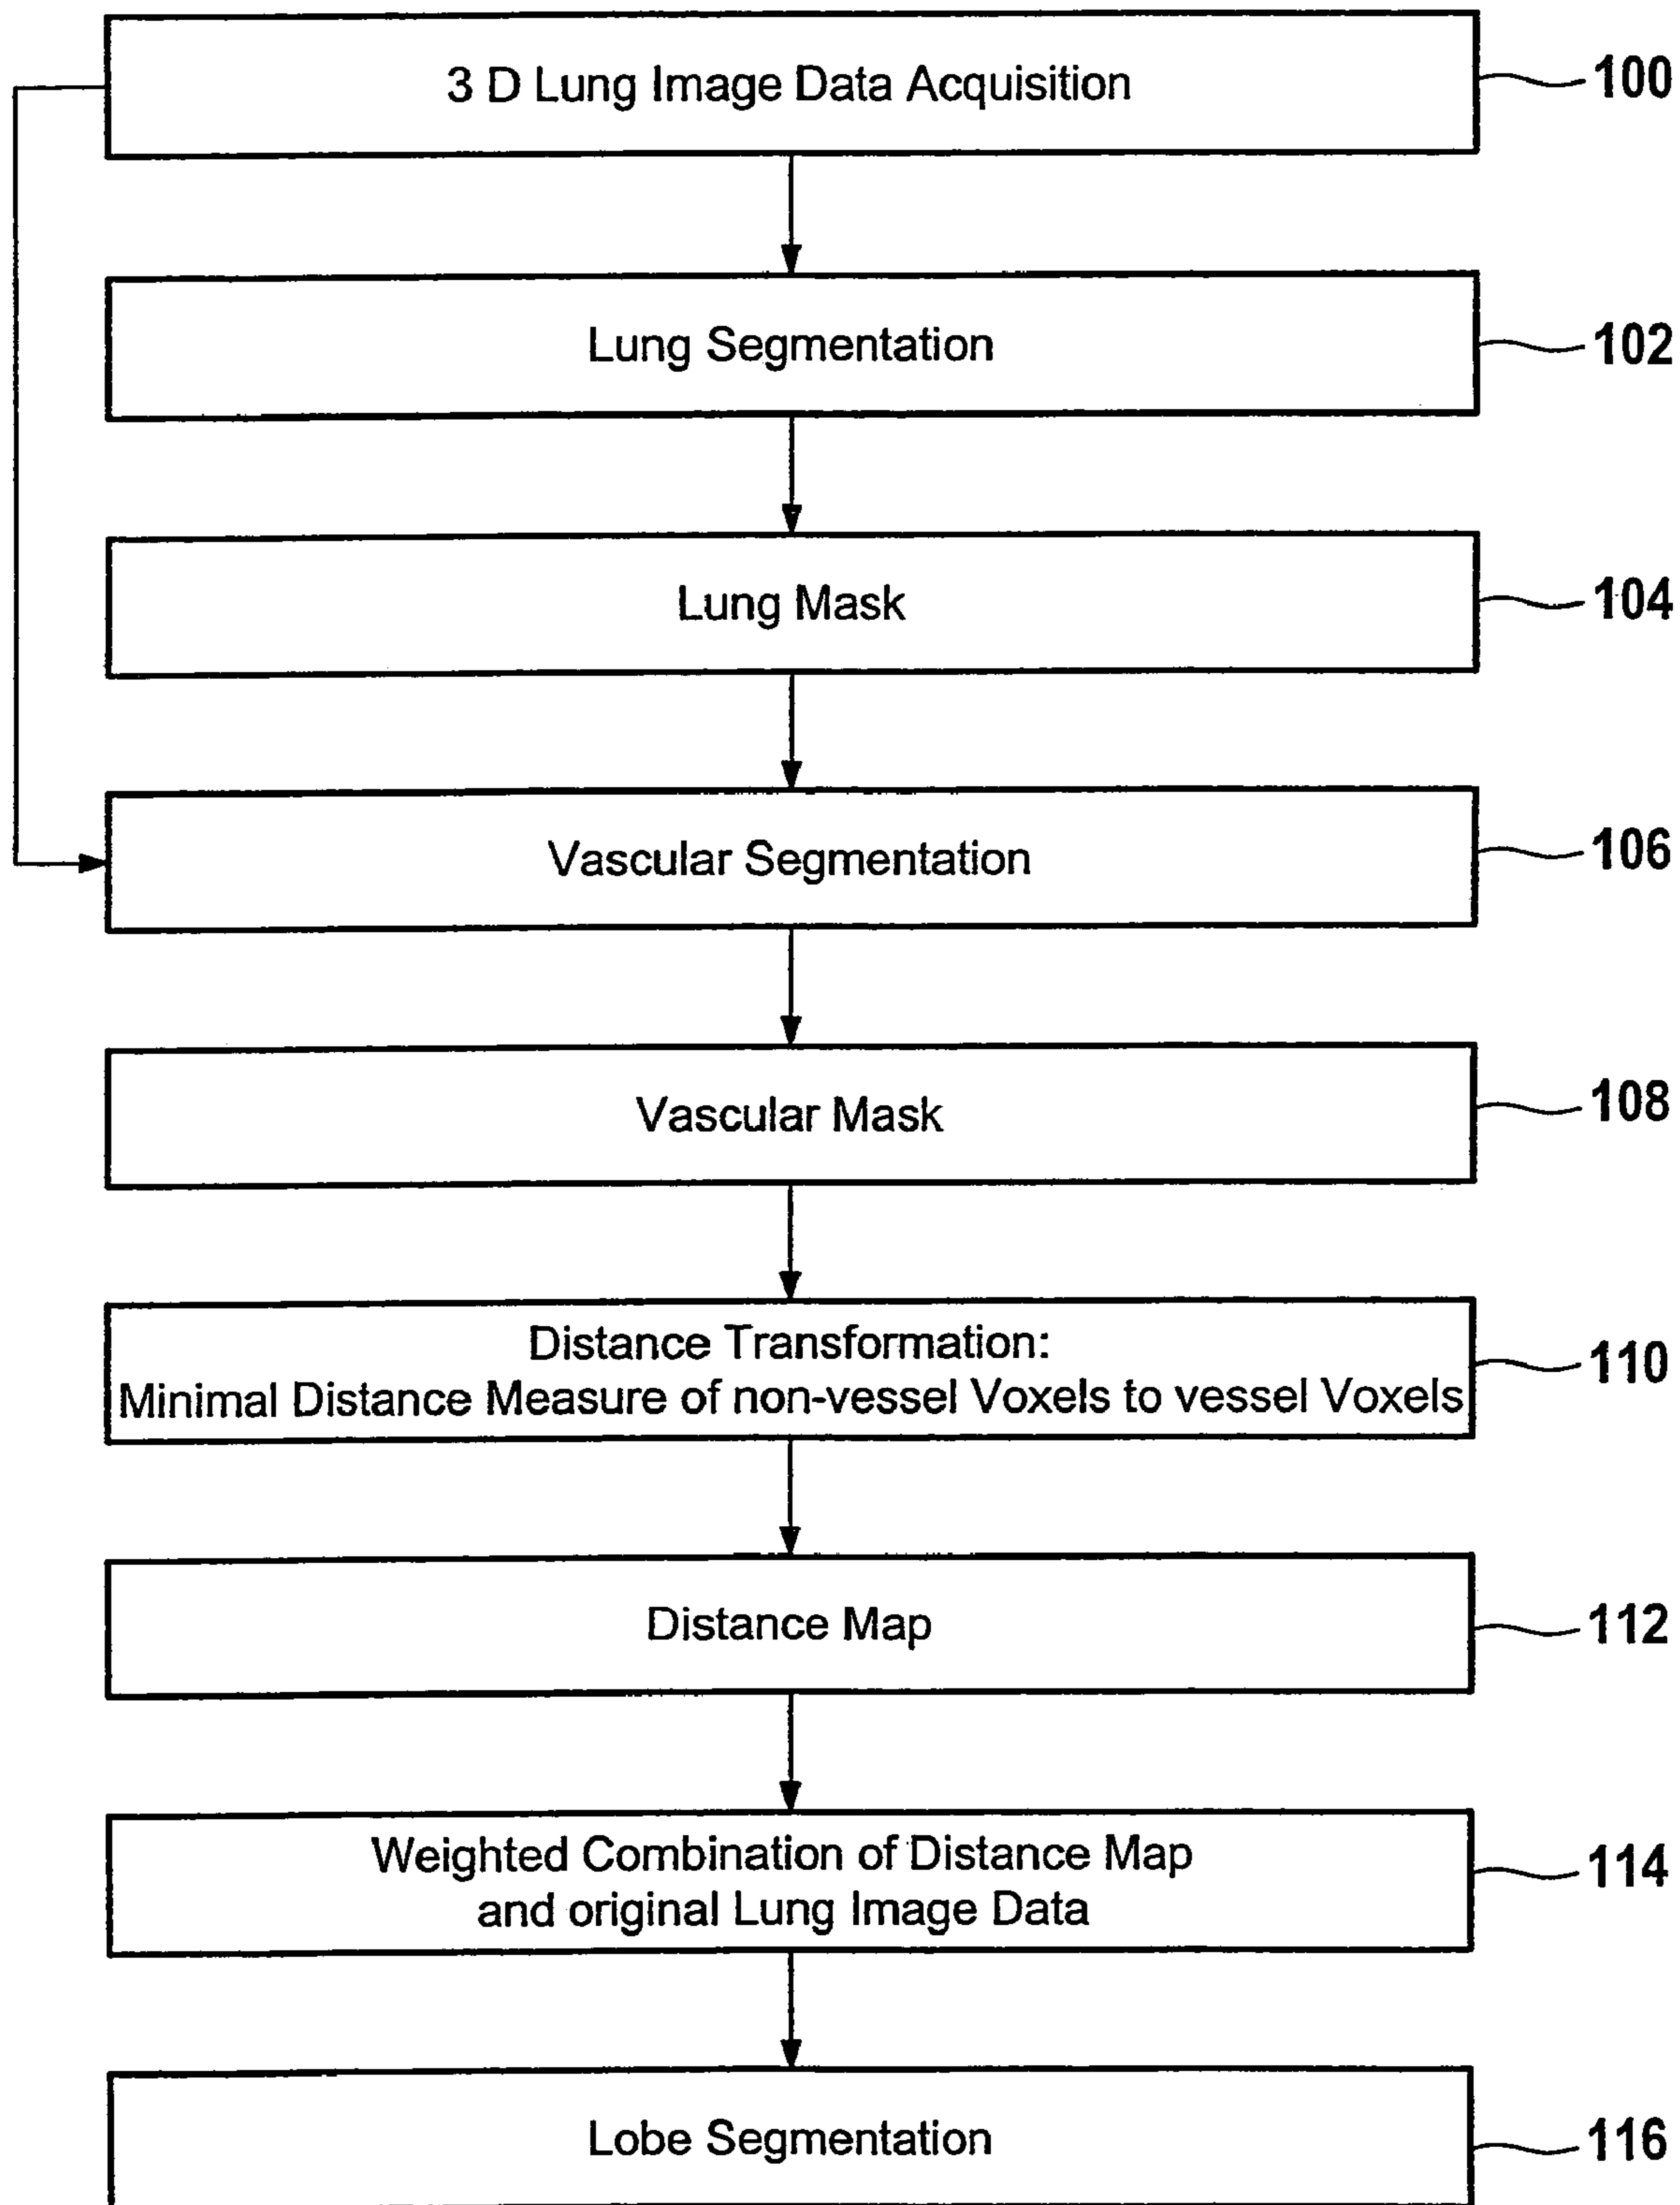 3 D Lung Image Data Acquisition
100
Lung Segmentation
102
Lung Mask
104
Vascular Segmentation
106
Vascular Mask
108
Distance Transformation:
Minimal Distance Measure of non-vessel Voxels to vessel Voxels
110
Distance Map
112
Weighted Combination of Distance Map
and original Lung Image Data
114
Lobe Segmentation
116